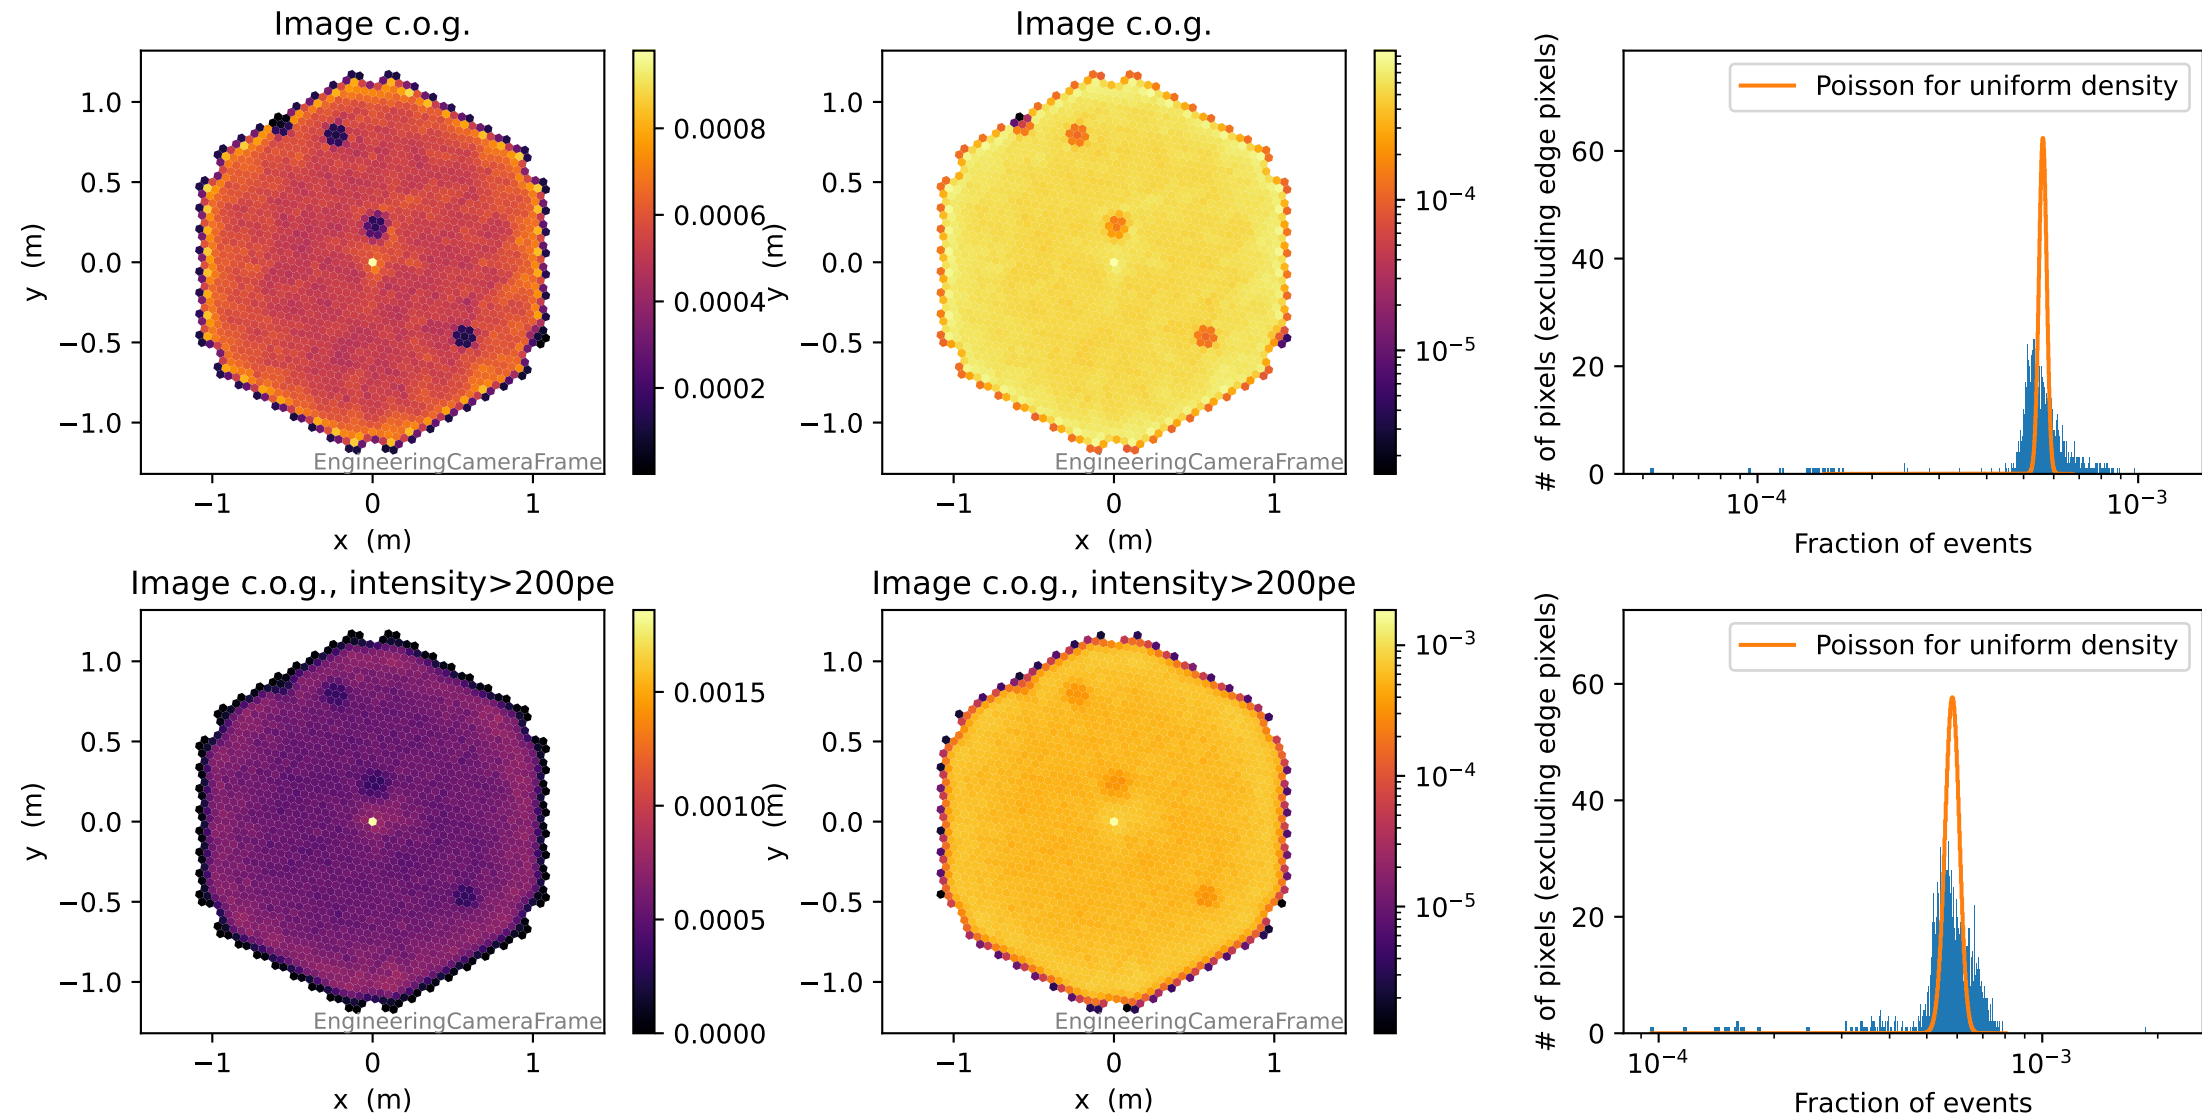 Image c.o.g.
1.0
0.5
0.0
−0.5
−1.0
y (m)
−1
0
1
x (m)
EngineeringCameraFrame
0.0008
0.0006
0.0004
0.0002
Image c.o.g.
1.0
0.5
0.0
−0.5
−1.0
y (m)
−1
0
1
x (m)
EngineeringCameraFrame
10⁻⁴
10⁻⁵
# of pixels (excluding edge pixels)
60
40
20
0
Poisson for uniform density
10⁻⁴
10⁻³
Fraction of events
Image c.o.g., intensity>200pe
1.0
0.5
0.0
−0.5
−1.0
y (m)
−1
0
1
x (m)
EngineeringCameraFrame
0.0015
0.0010
0.0005
0.0000
Image c.o.g., intensity>200pe
1.0
0.5
0.0
−0.5
−1.0
y (m)
−1
0
1
x (m)
EngineeringCameraFrame
10⁻³
10⁻⁴
10⁻⁵
# of pixels (excluding edge pixels)
60
40
20
0
Poisson for uniform density
10⁻⁴
10⁻³
Fraction of events